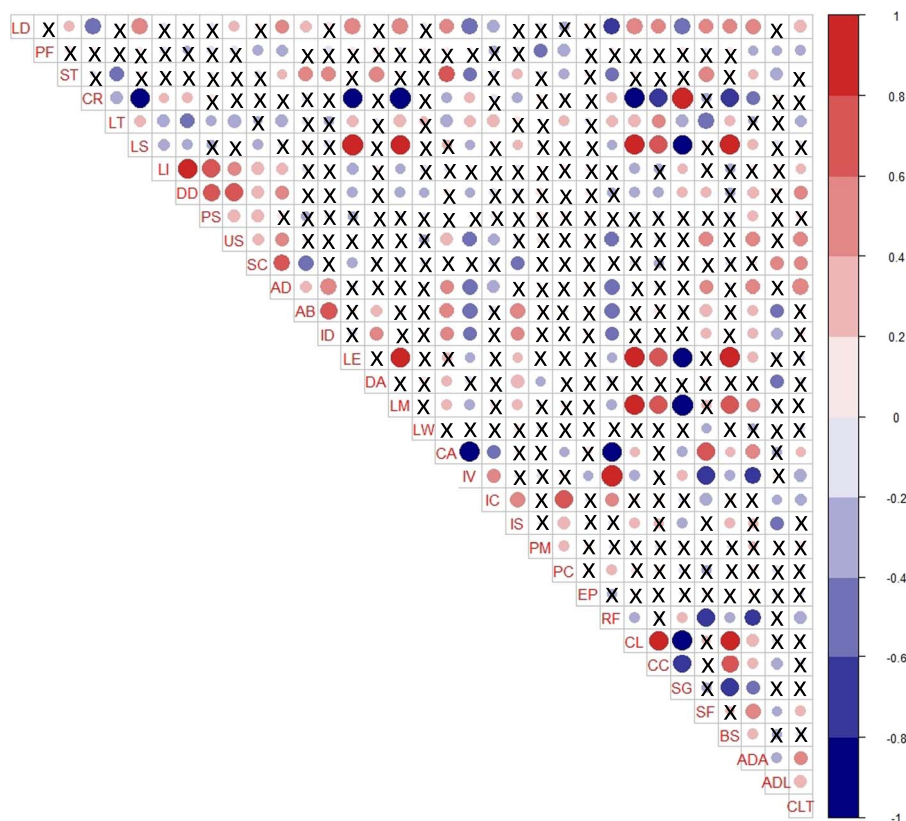 LD
PF
ST
CR
LT
LS
LI
DD
PS
US
SC
AD
AB
ID
LE
DA
LM
LW
CA
IV
IC
IS
PM
PC
EP
RF
CL
CC
SG
SF
BS
ADA
ADL
CLT
1
0.8
0.6
0.4
0.2
0
-0.2
-0.4
-0.6
-0.8
-1